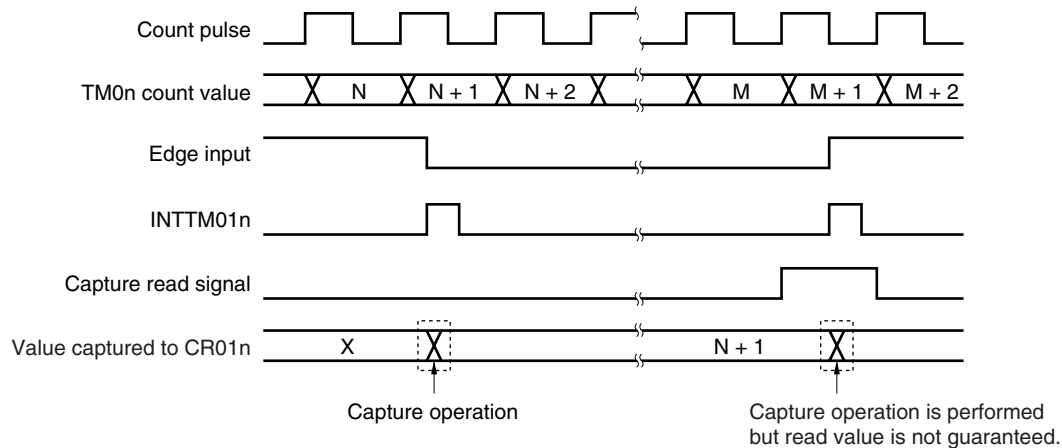 Count pulse
TM0n count value
N
N + 1
N + 2
M
M + 1
M + 2
Edge input
INTTM01n
Capture read signal
Value captured to CR01n
X
N + 1
Capture operation
Capture operation is performed
but read value is not guaranteed.